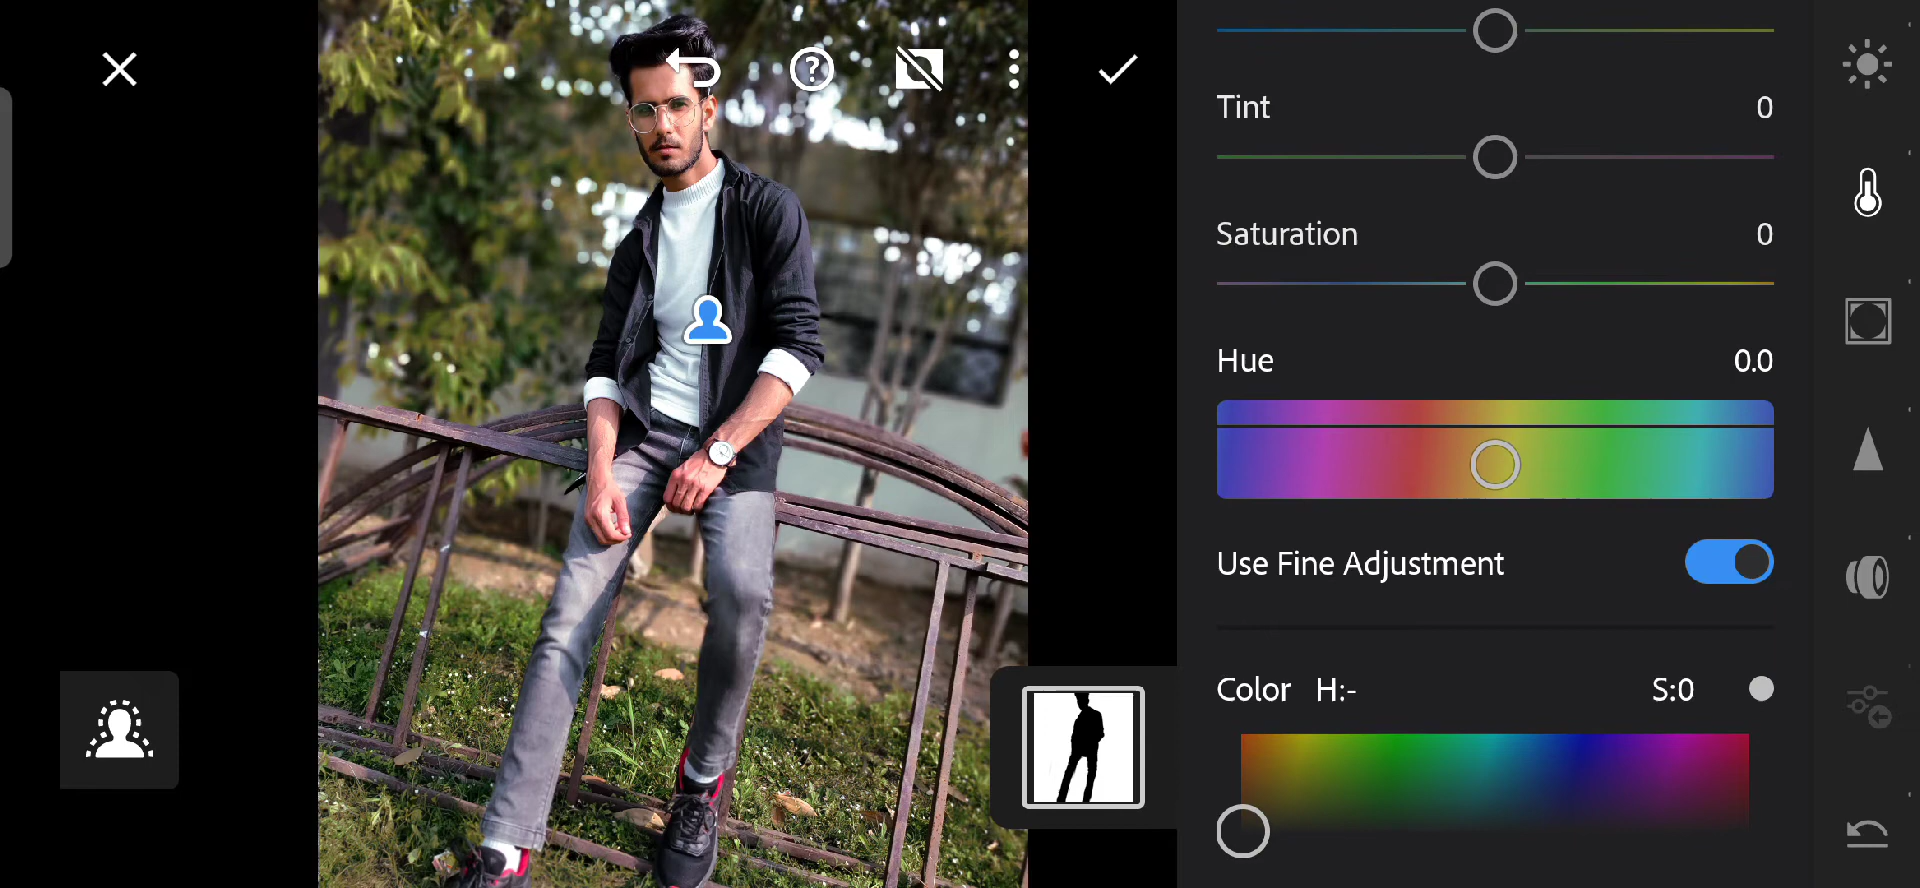 Tint 0
Saturation 0
Hue 0.0
Use Fine Adjustment
Color H:- S:0